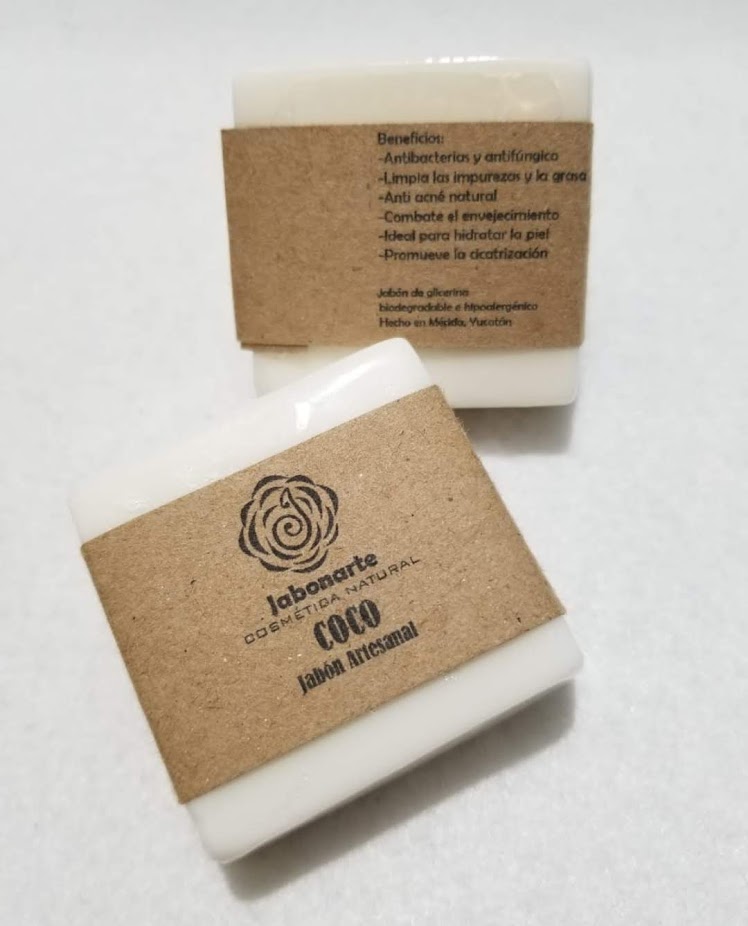 Beneficios:
-Antibacterias y antifúngico
-Limpia las impurezas y la grasa
-Anti acné natural
-Combate el envejecimiento
-Ideal para hidratar la piel
-Promueve la cicatrización
Jabón de glicerina
biodegradable e hipoalergénico
Hecho en Mérida, Yucatán
Jabonarte
COSMÉTICA NATURAL
COCO
Jabón Artesanal